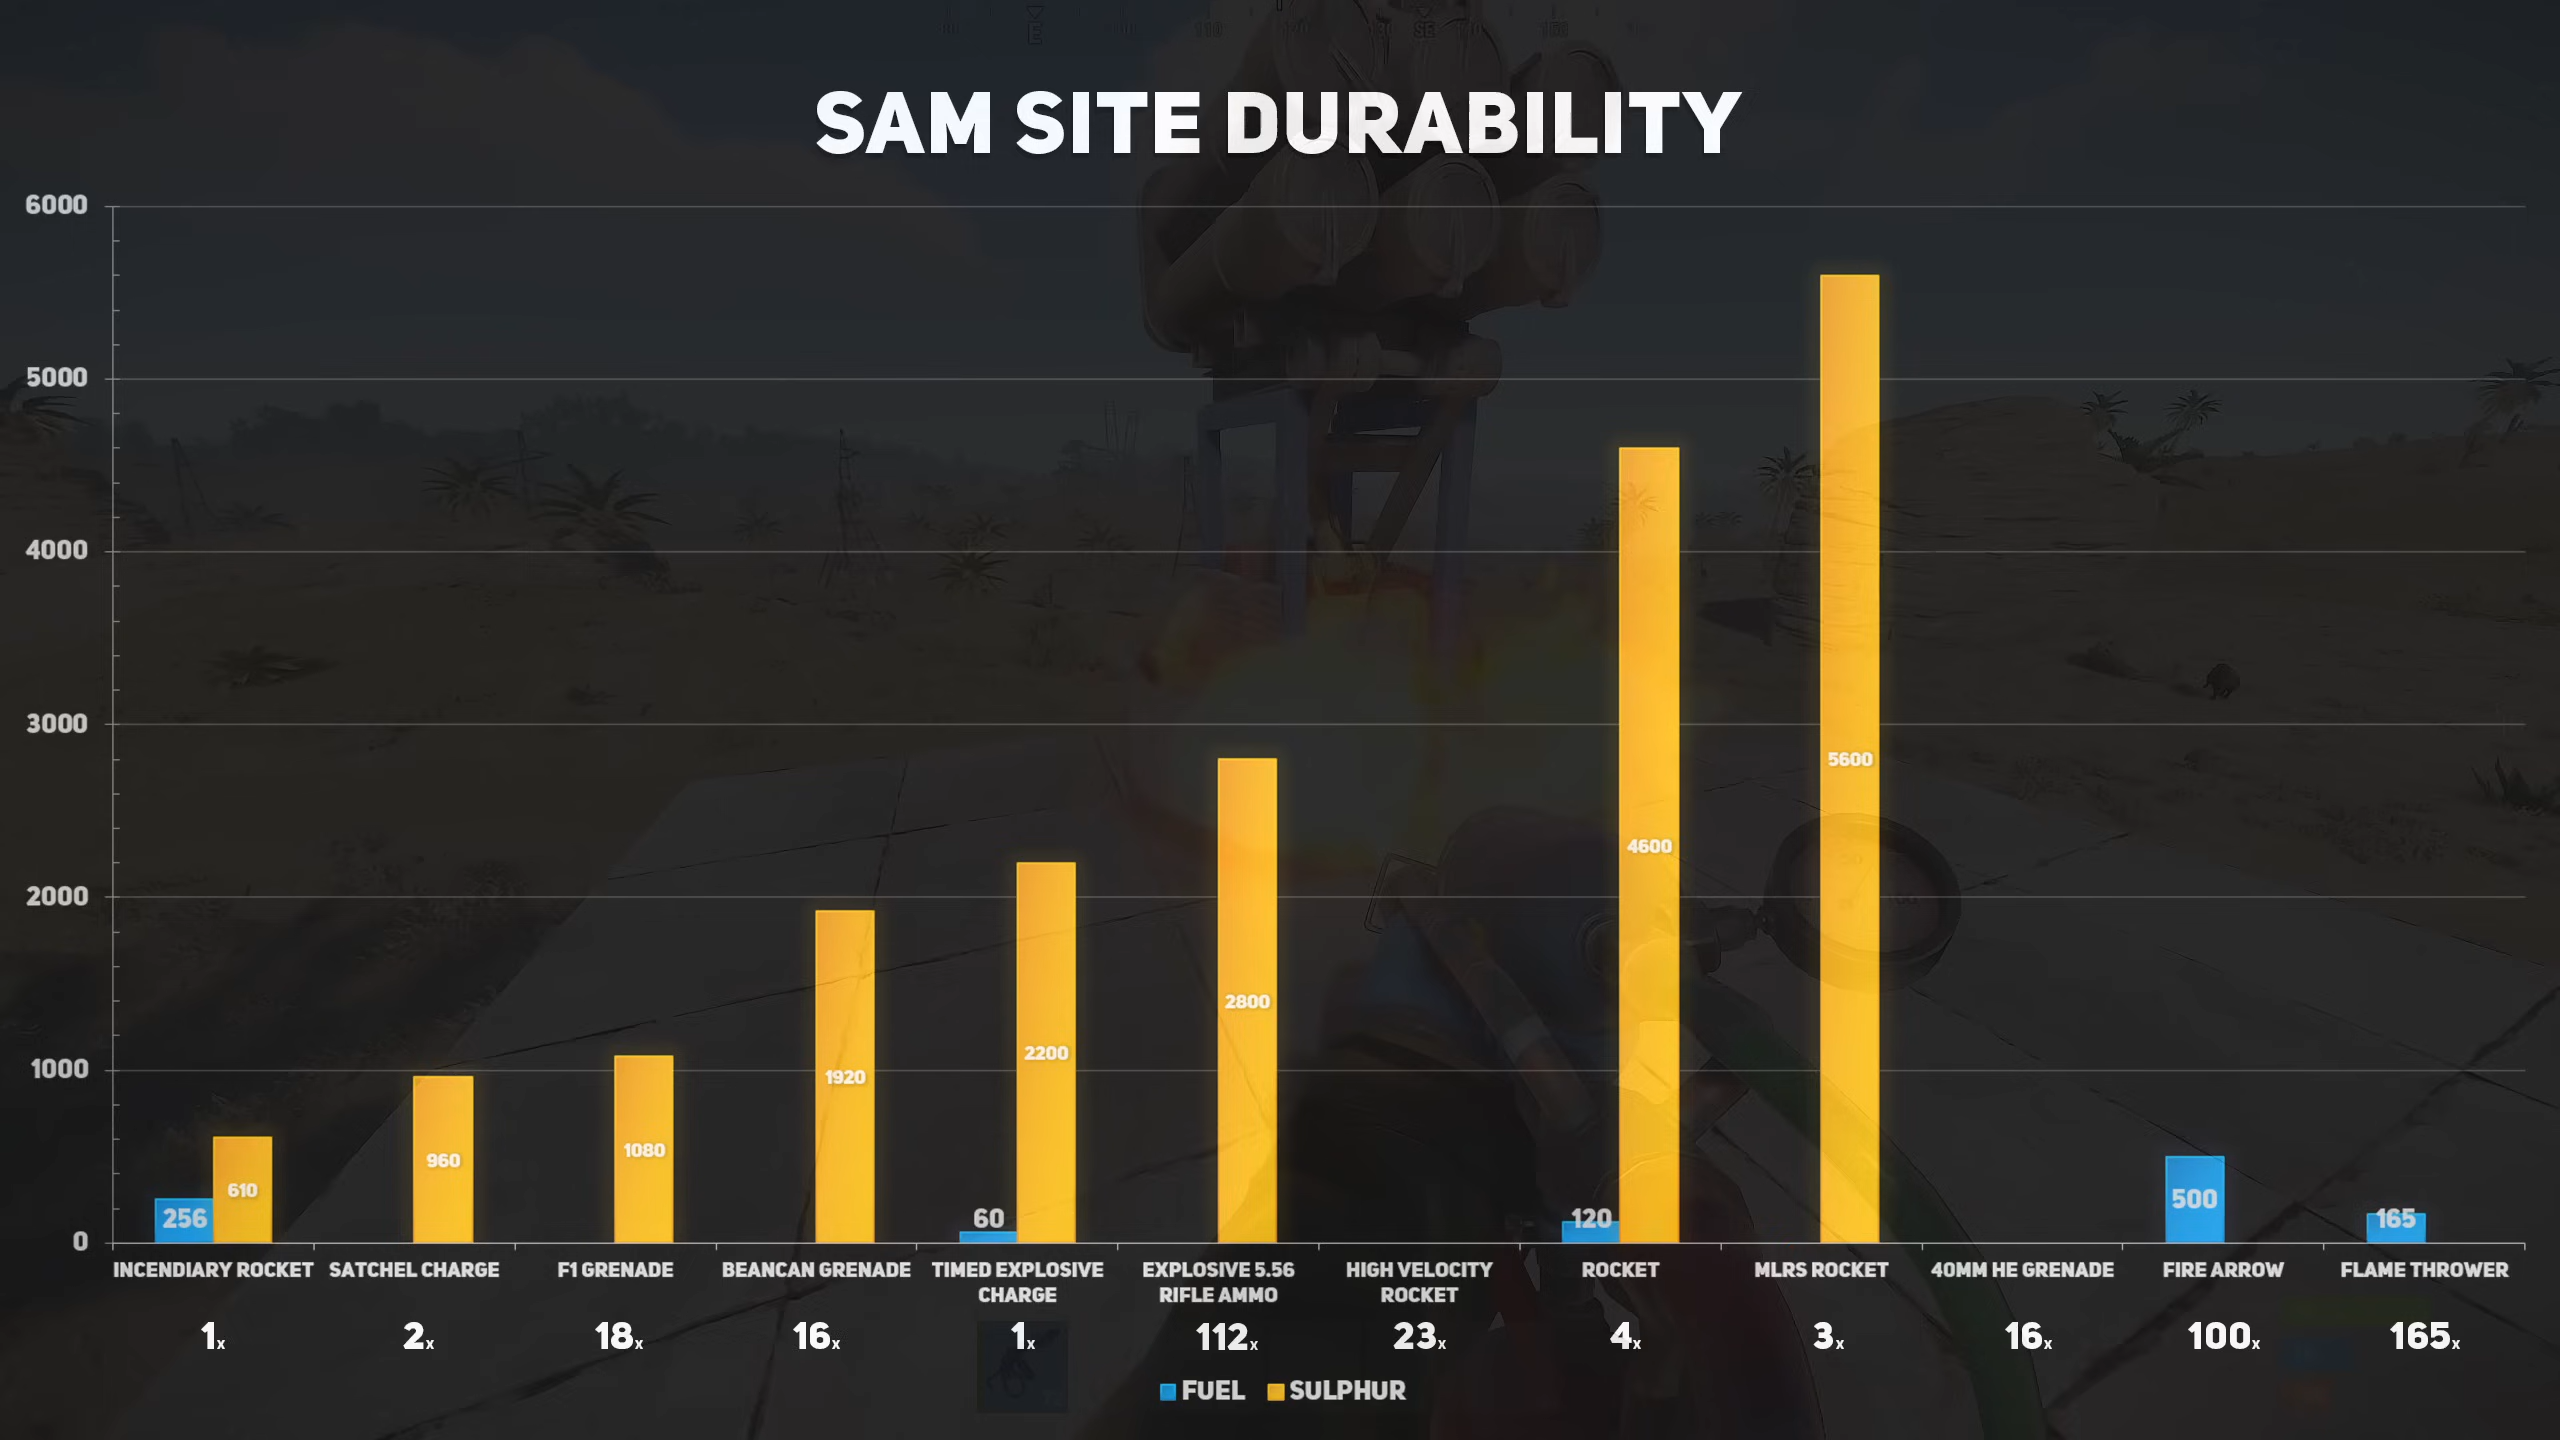 E
110
SE
SAM SITE DURABILITY
6000
5000
4000
3000
2000
1000
0
256
610
960
1080
1920
60
2200
2800
120
4600
5600
500
165
INCENDIARY ROCKET
SATCHEL CHARGE
F1 GRENADE
BEANCAN GRENADE
TIMED EXPLOSIVE
CHARGE
EXPLOSIVE 5.56
RIFLE AMMO
HIGH VELOCITY
ROCKET
ROCKET
MLRS ROCKET
40MM HE GRENADE
FIRE ARROW
FLAME THROWER
1x
2x
18x
16x
1x
112x
23x
4x
3x
16x
100x
165x
FUEL
SULPHUR